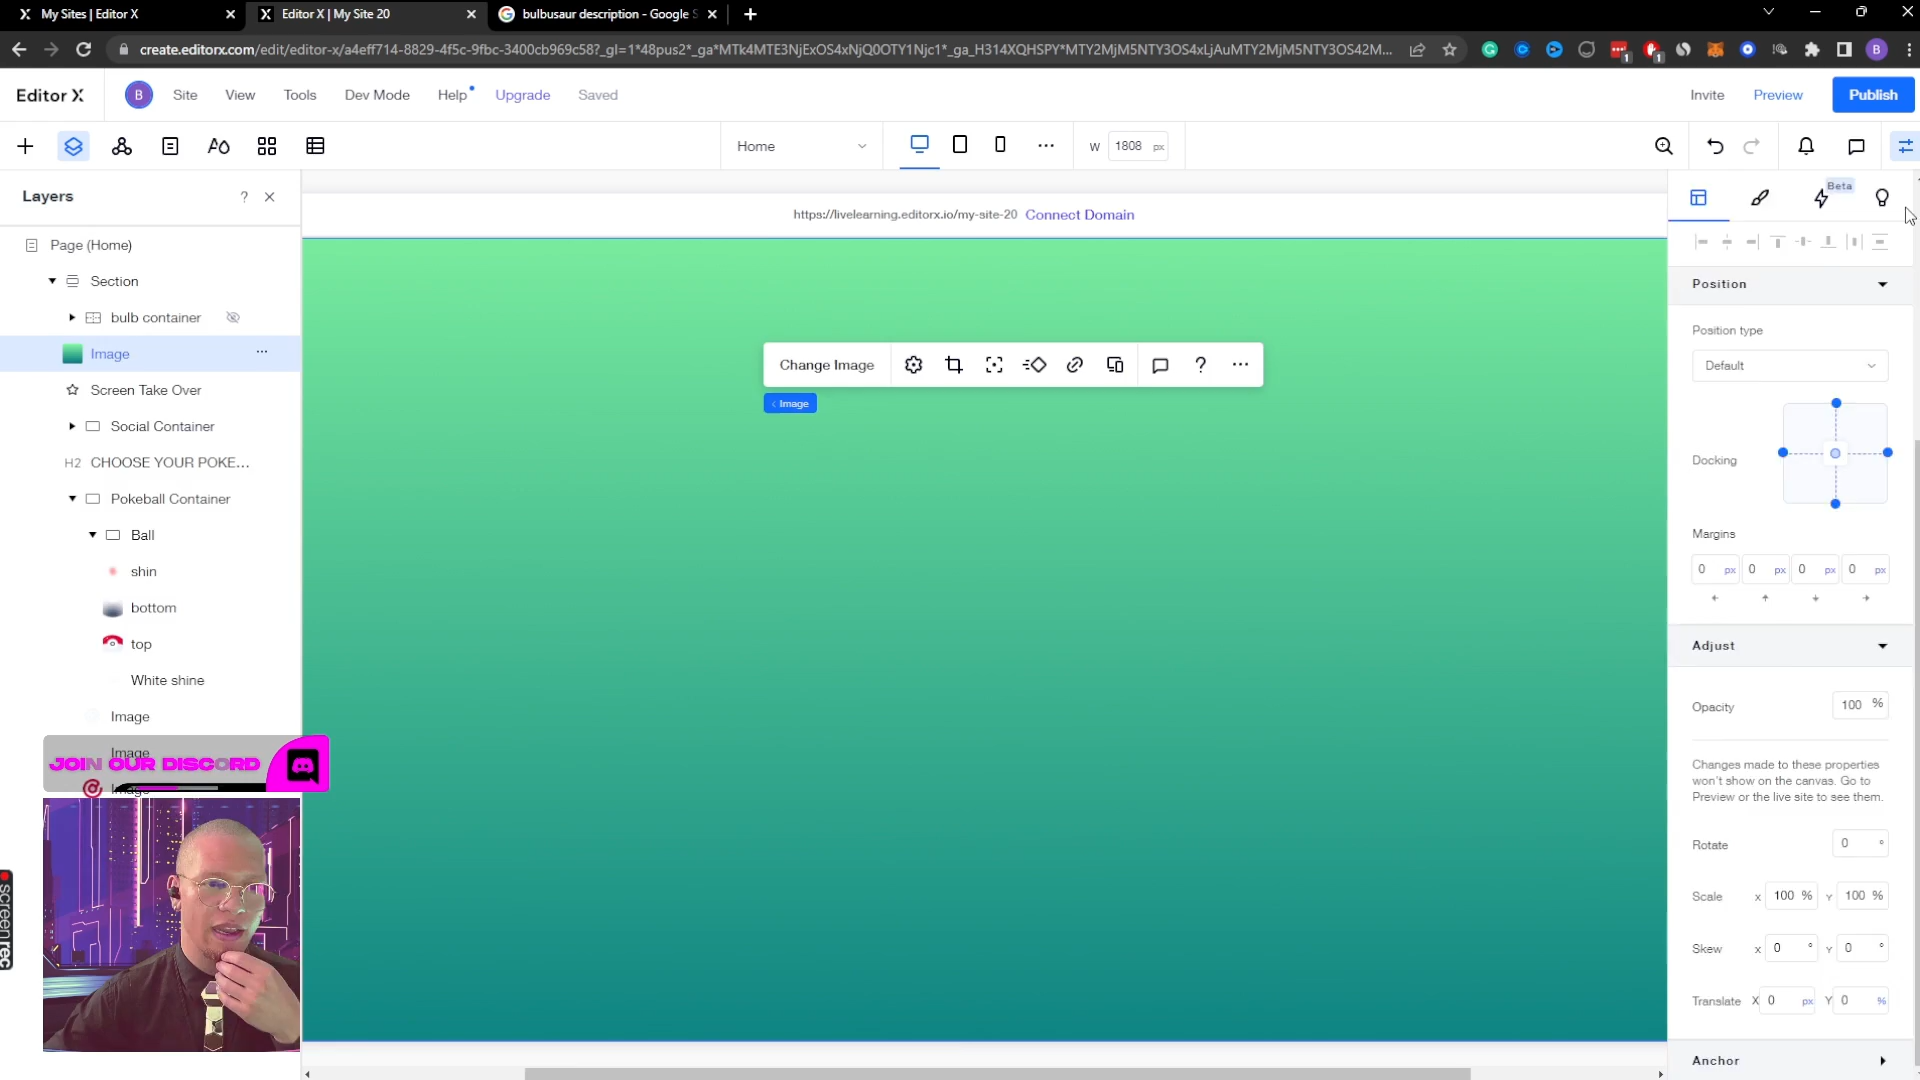 My Sites | Editor X
Editor X | My Site 20
bulbusaur description - Google S
create.editorx.com/edit/editor-x/a4eff714-8829-4f5c-9fbc-3400cb969c58?_gl=1*48pus2*_ga*MTk4MTE3NjExOS4xNjQ0OTY1Njc1*_ga_H314XQHSPY*MTY2MjM5NTY3OS4xLjAuMTY2MjM5NTY3OS42M...
Editor X
B
Site
View
Tools
Dev Mode
Help
Upgrade
Saved
Invite
Preview
Publish
Home
W 1808 px
Layers
?
https://livelearning.editorx.io/my-site-20 Connect Domain
Beta
Page (Home)
Section
bulb container
Image
Screen Take Over
Social Container
H2 CHOOSE YOUR POKE...
Pokeball Container
Ball
shin
bottom
top
White shine
Image
Image
JOIN OUR DISCORD
Image
screenrec
Change Image
?
< Image
Position
Position type
Default
Docking
Margins
0 px 0 px 0 px 0 px
Adjust
Opacity 100 %
Changes made to these properties
won't show on the canvas. Go to
Preview or the live site to see them.
Rotate 0 °
Scale X 100 % Y 100 %
Skew X 0 ° Y 0 °
Translate X 0 px Y 0 %
Anchor